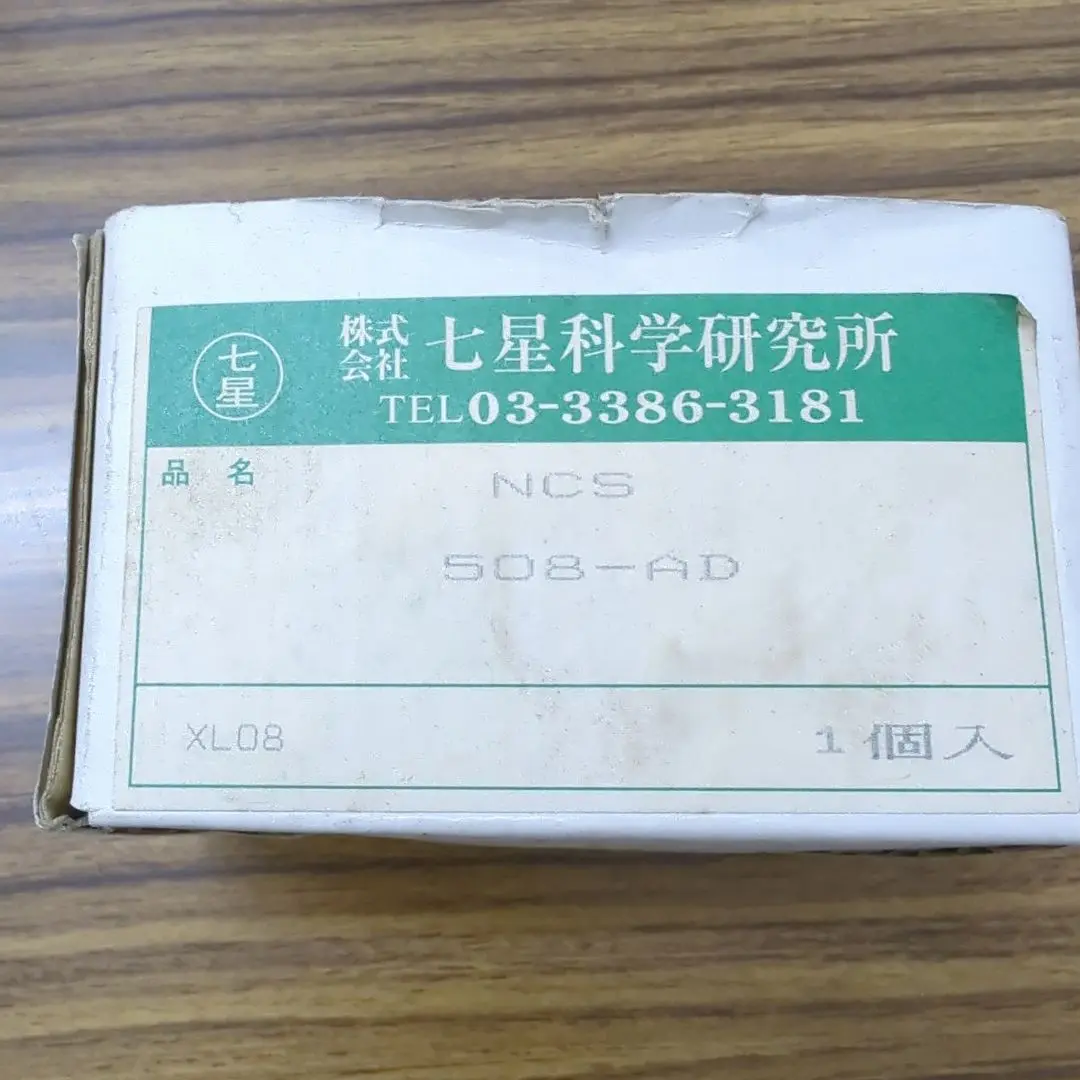 七星
株式会社 七星科学研究所
TEL03-3386-3181
品名 NCS
508-AD
XL08 1個入